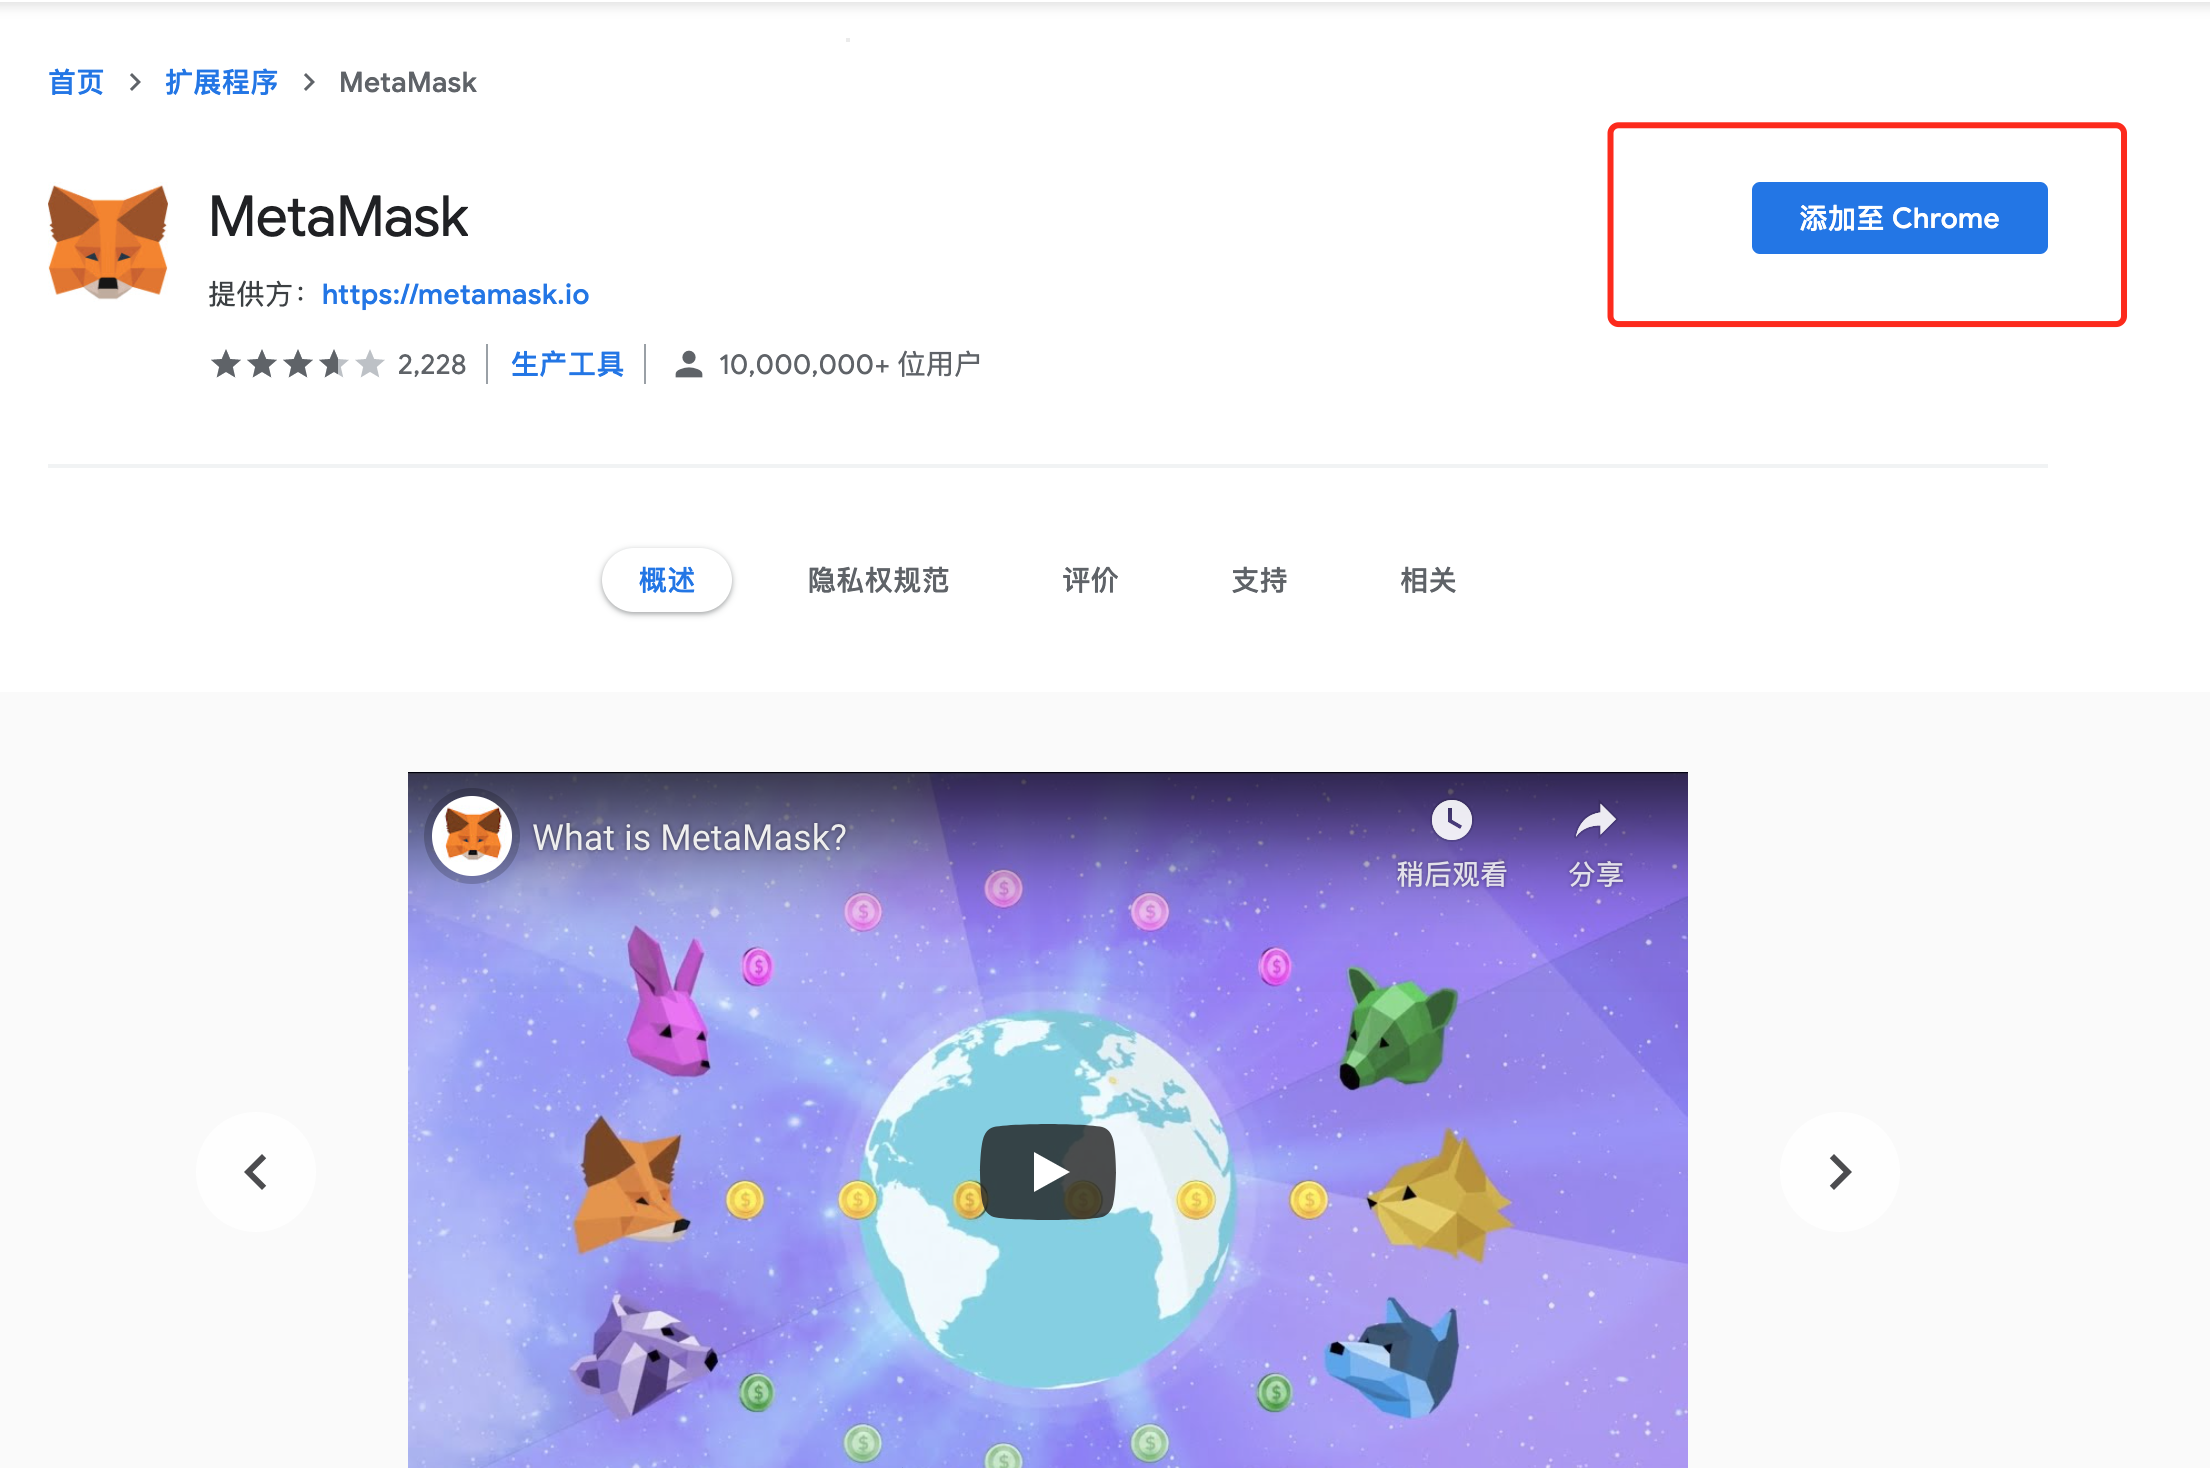 首页 > 扩展程序 > MetaMask
MetaMask
添加至 Chrome
提供方： https://metamask.io
2,228 生产工具 10,000,000+ 位用户
概述 隐私权规范 评价 支持 相关
What is MetaMask?
稍后观看 分享